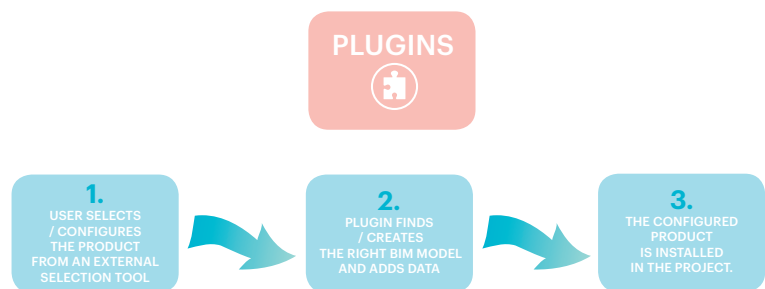 PLUGINS
1.
USER SELECTS
/ CONFIGURES
THE PRODUCT
FROM AN EXTERNAL
SELECTION TOOL
2.
PLUGIN FINDS
/ CREATES
THE RIGHT BIM MODEL
AND ADDS DATA
3.
THE CONFIGURED
PRODUCT
IS INSTALLED
IN THE PROJECT.